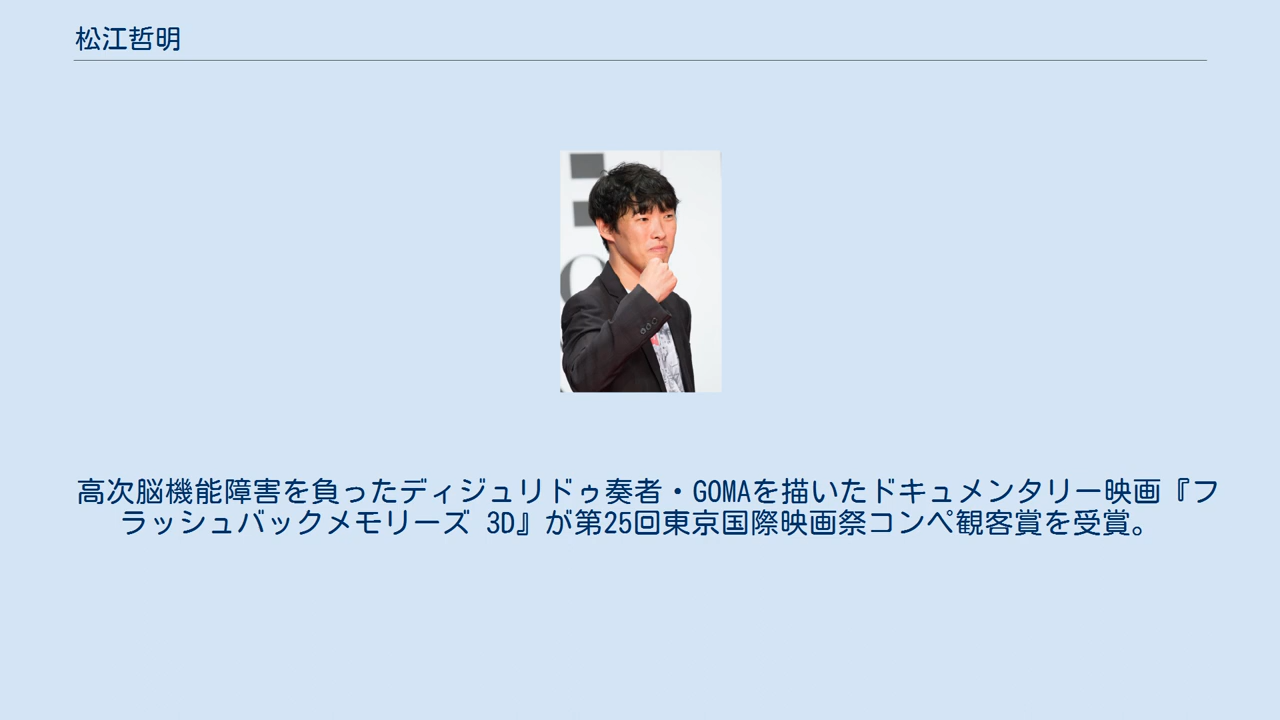 松江哲明
高次脳機能障害を負ったディジュリドゥ奏者・GOMAを描いたドキュメンタリー映画『フ
ラッシュバックメモリーズ 3D』が第25回東京国際映画祭コンペ観客賞を受賞。